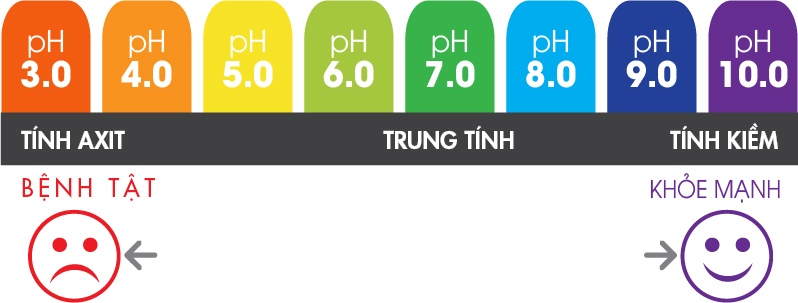 pH pH pH pH pH pH pH pH
3.0 4.0 5.0 6.0 7.0 8.0 9.0 10.0
TÍNH AXIT TRUNG TÍNH TÍNH KIỀM
BỆNH TẬT KHỎE MẠNH